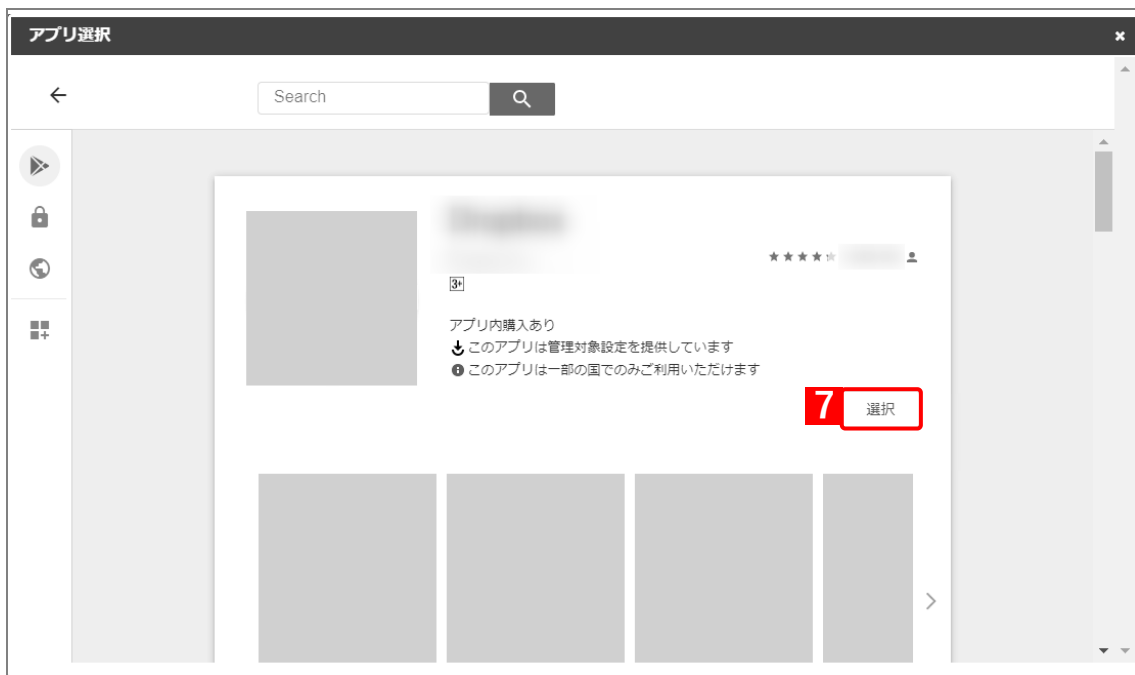 アプリ選択
Search
3+
アプリ内購入あり
このアプリは管理対象設定を提供しています
このアプリは一部の国でのみご利用いただけます
7
選択